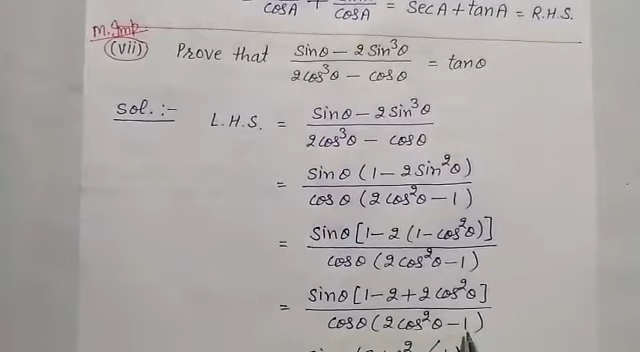 cosA + cosA = SecA + tanA = R.H.S.
M.Imp
(vii) Prove that (Sinθ − 2Sin³θ)/(2cos³θ − cosθ) = tanθ
Sol. :- L.H.S. = (Sinθ − 2Sin³θ)/(2cos³θ − cosθ)
= Sinθ(1 − 2Sin²θ)/cosθ(2cos²θ − 1)
= Sinθ[1 − 2(1 − cos²θ)]/cosθ(2cos²θ − 1)
= Sinθ[1 − 2 + 2cos²θ]/cosθ(2cos²θ − 1)